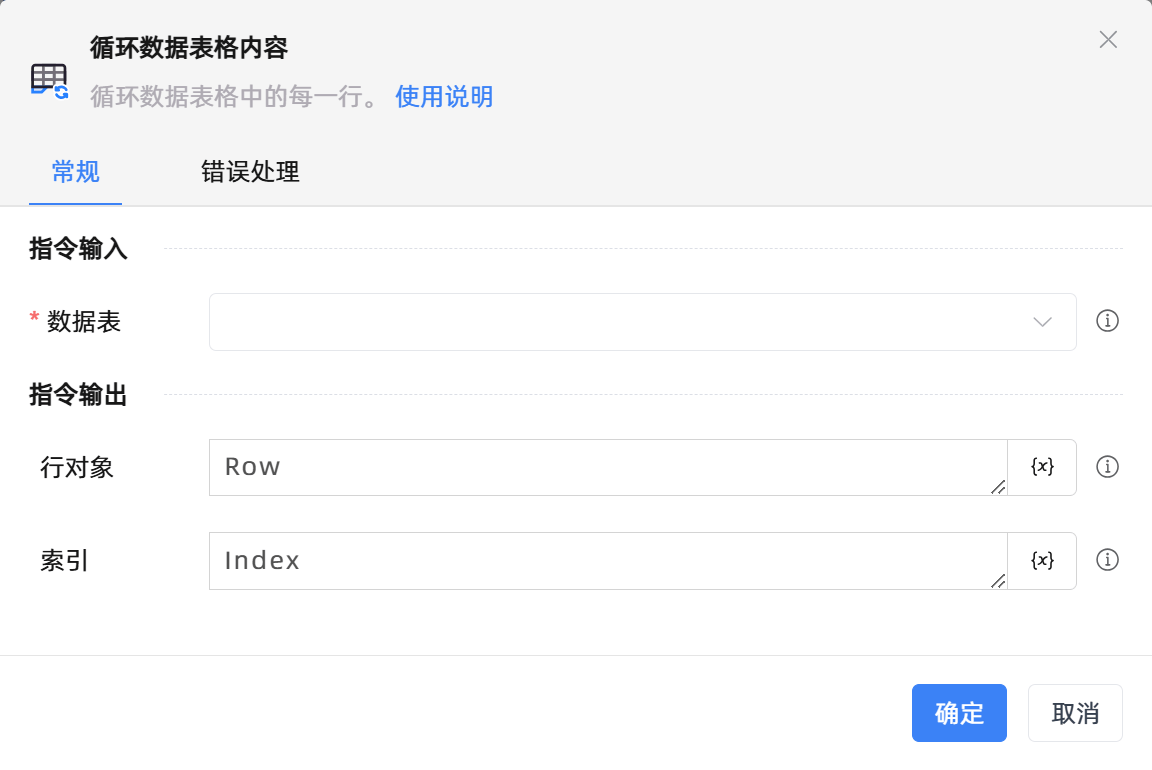 循环数据表格内容
循环数据表格中的每一行。 使用说明
常规 错误处理
指令输入
* 数据表
指令输出
行对象 Row {x}
索引 Index {x}
确定 取消